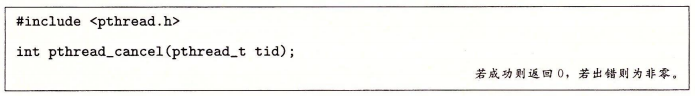 #include <pthread.h>
int pthread_cancel(pthread_t tid);
若成功则返回0，若出错则为非零。